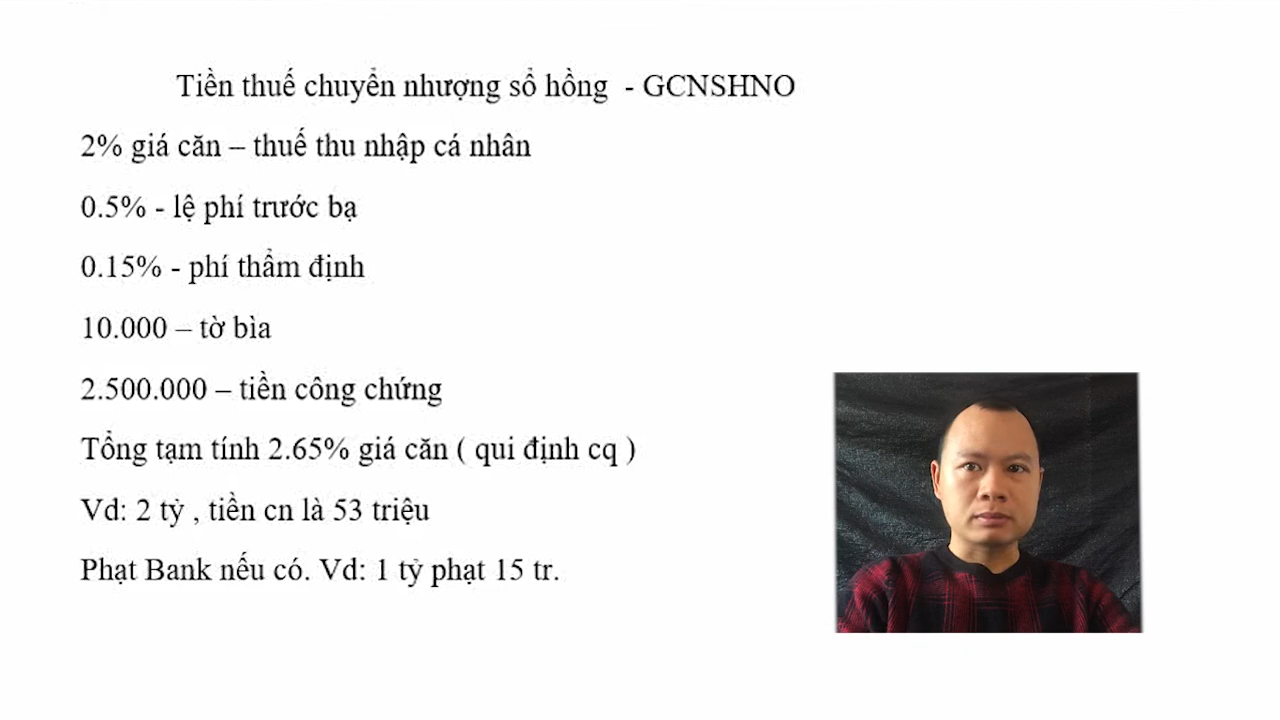 Tiền thuế chuyển nhượng sổ hồng - GCNSHNO
2% giá căn – thuế thu nhập cá nhân
0.5% - lệ phí trước bạ
0.15% - phí thẩm định
10.000 – tờ bìa
2.500.000 – tiền công chứng
Tổng tạm tính 2.65% giá căn ( qui định cq )
Vd: 2 tỷ , tiền cn là 53 triệu
Phạt Bank nếu có. Vd: 1 tỷ phạt 15 tr.